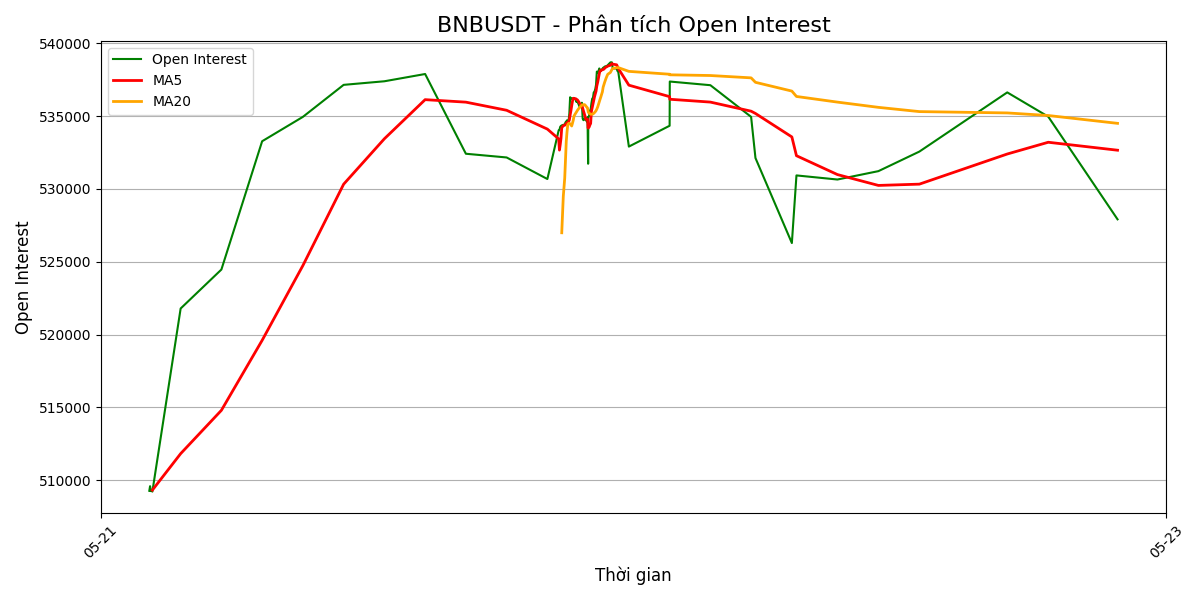 BNBUSDT - Phân tích Open Interest
Open Interest
MA5
MA20
Open Interest
540000
535000
530000
525000
520000
515000
510000
05-21
05-23
Thời gian